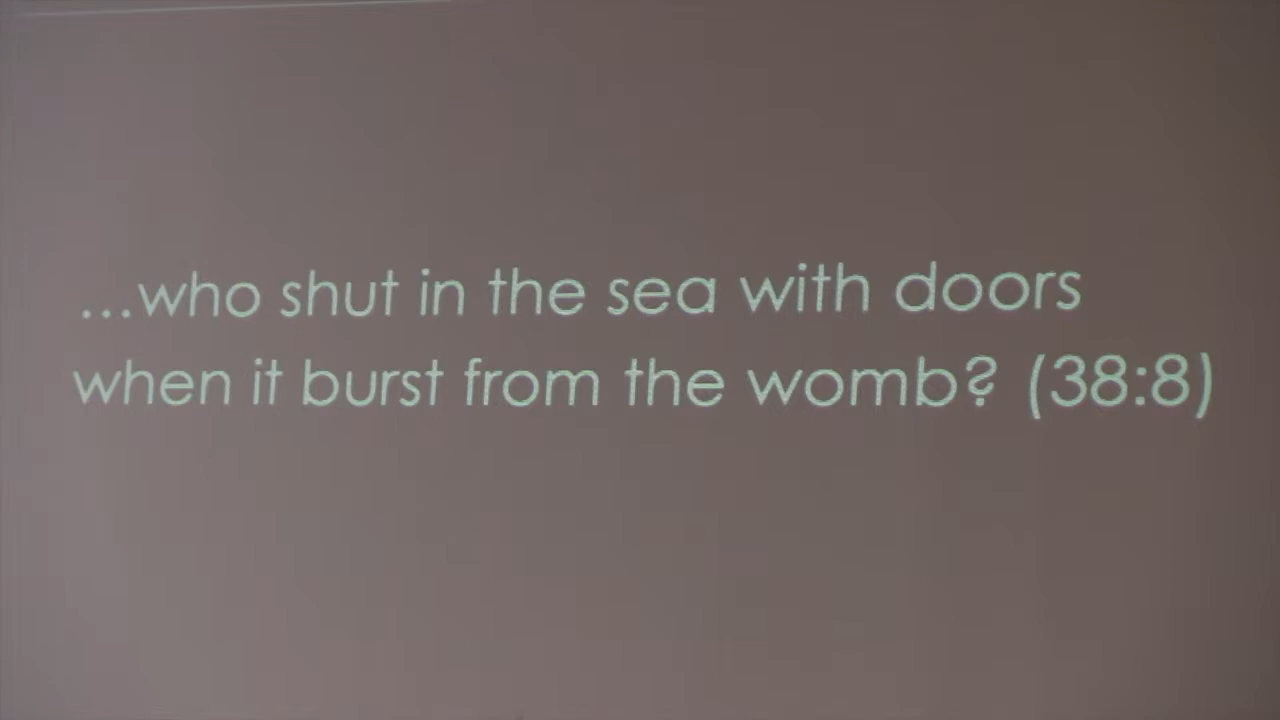 ...who shut in the sea with doors
when it burst from the womb? (38:8)